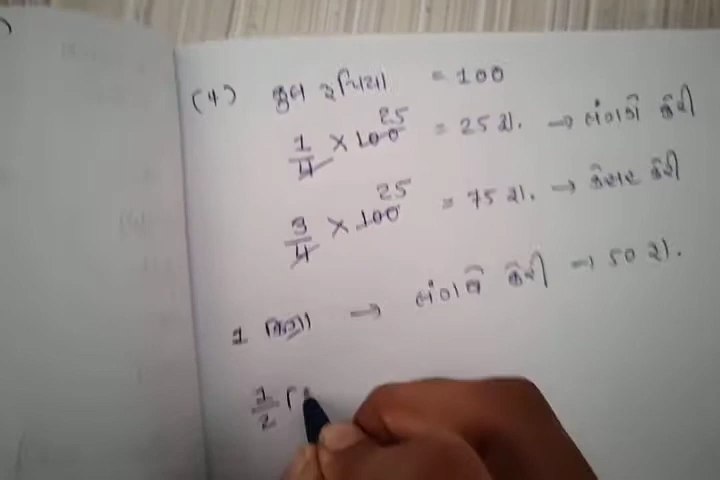 (4) કુલ રૂપિયા = 100
1/4 × 100 25 = 25 રૂ. → લંગડો કેરી
3/4 × 100 25 = 75 રૂ. → કેસર કેરી
1 કિગ્રા → લંગડો કેરી → 50 રૂ.
1/2 કિ